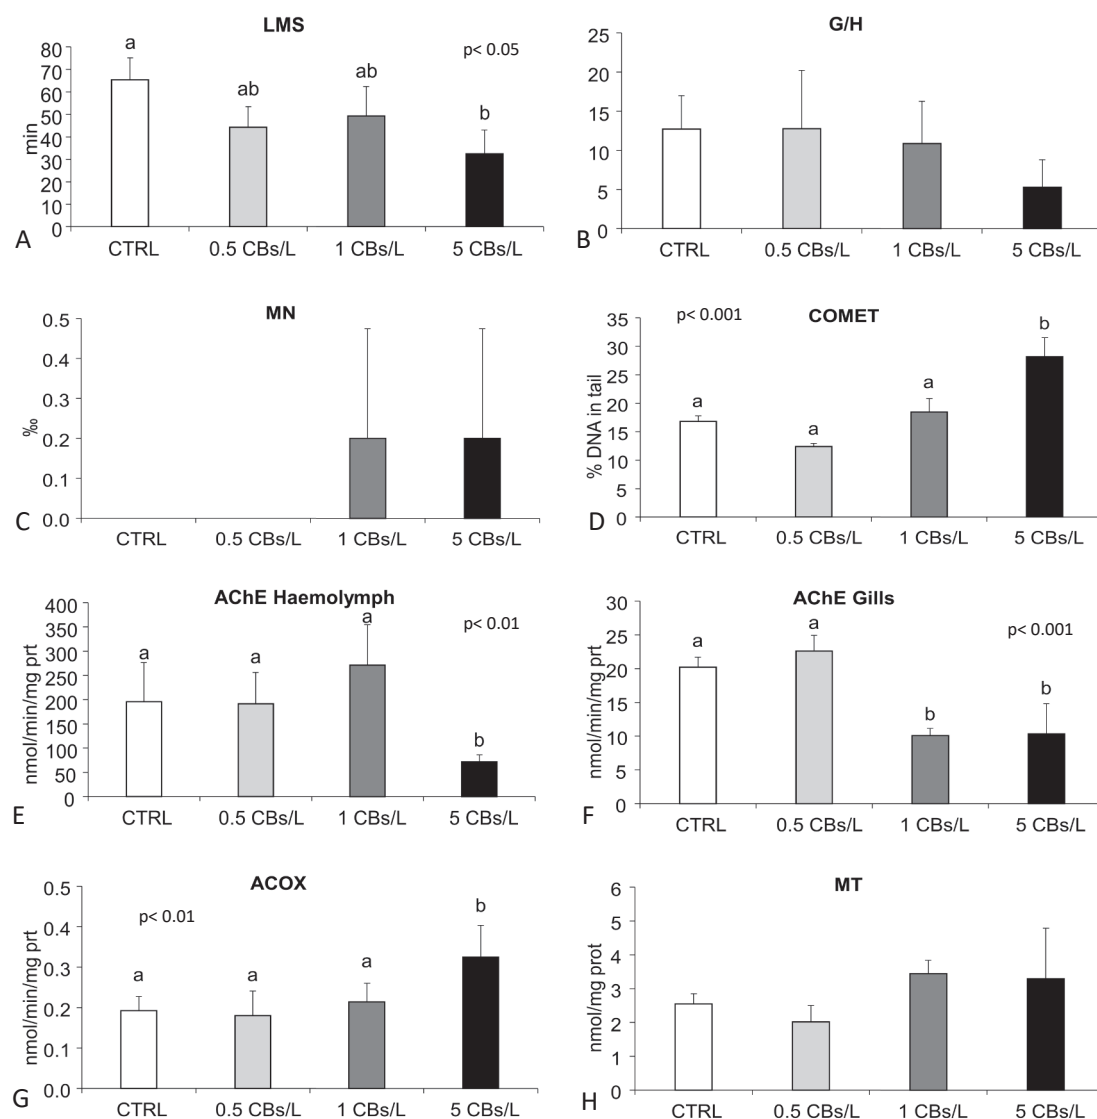 LMS
p< 0.05
a
ab
ab
b
80
70
60
50
40
30
20
10
0
min
A
CTRL 0.5 CBs/L 1 CBs/L 5 CBs/L
G/H
25
20
15
10
5
0
B
CTRL 0.5 CBs/L 1 CBs/L 5 CBs/L
MN
0.5
0.4
0.3
0.2
0.1
0.0
‰
C
CTRL 0.5 CBs/L 1 CBs/L 5 CBs/L
COMET
p< 0.001
a
a
a
b
35
30
25
20
15
10
5
0
% DNA in tail
D
CTRL 0.5 CBs/L 1 CBs/L 5 CBs/L
AChE Haemolymph
p< 0.01
a
a
a
b
400
350
300
250
200
150
100
50
0
nmol/min/mg prt
E
CTRL 0.5 CBs/L 1 CBs/L 5 CBs/L
AChE Gills
p< 0.001
a
a
b
b
30
25
20
15
10
5
0
nmol/min/mg prt
F
CTRL 0.5 CBs/L 1 CBs/L 5 CBs/L
ACOX
p< 0.01
a
a
a
b
0.5
0.4
0.3
0.2
0.1
0.0
nmol/min/mg prt
G
CTRL 0.5 CBs/L 1 CBs/L 5 CBs/L
MT
6
5
4
3
2
1
0
nmol/mg prot
H
CTRL 0.5 CBs/L 1 CBs/L 5 CBs/L